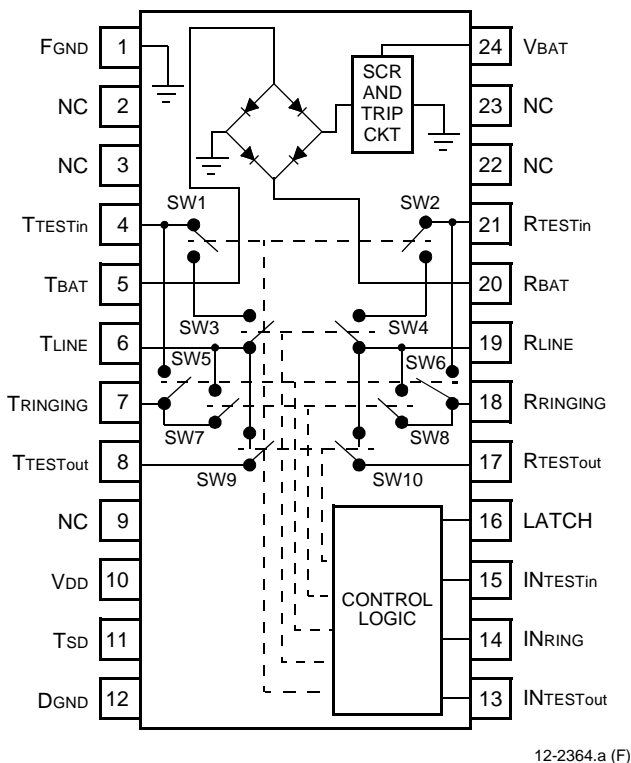 FGND 1
24 VBAT
SCR
AND
TRIP
CKT
NC 2
23 NC
NC 3
22 NC
SW1
SW2
TTESTin 4
21 RTESTin
TBAT 5
20 RBAT
SW3
SW4
TLINE 6
19 RLINE
SW5
SW6
TRINGING 7
18 RRINGING
SW7
SW8
TTESTout 8
17 RTESTout
SW9
SW10
NC 9
16 LATCH
VDD 10
15 INTESTin
CONTROL
LOGIC
TSD 11
14 INRING
DGND 12
13 INTESTout
12-2364.a (F)